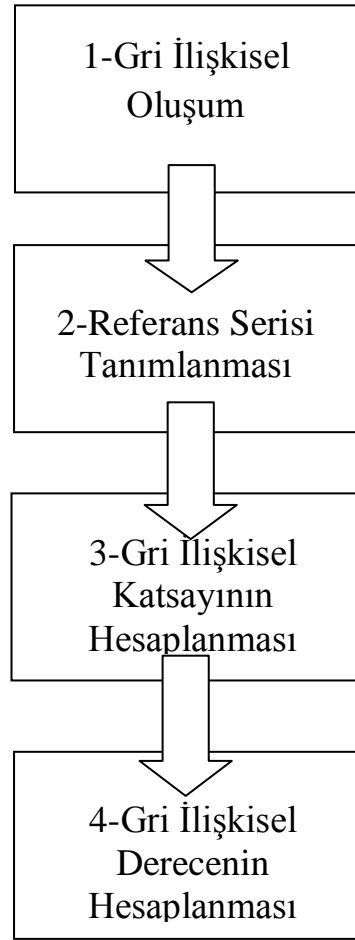 1-Gri İlişkisel
Oluşum
2-Referans Serisi
Tanımlanması
3-Gri İlişkisel
Katsayının
Hesaplanması
4-Gri İlişkisel
Derecenin
Hesaplanması